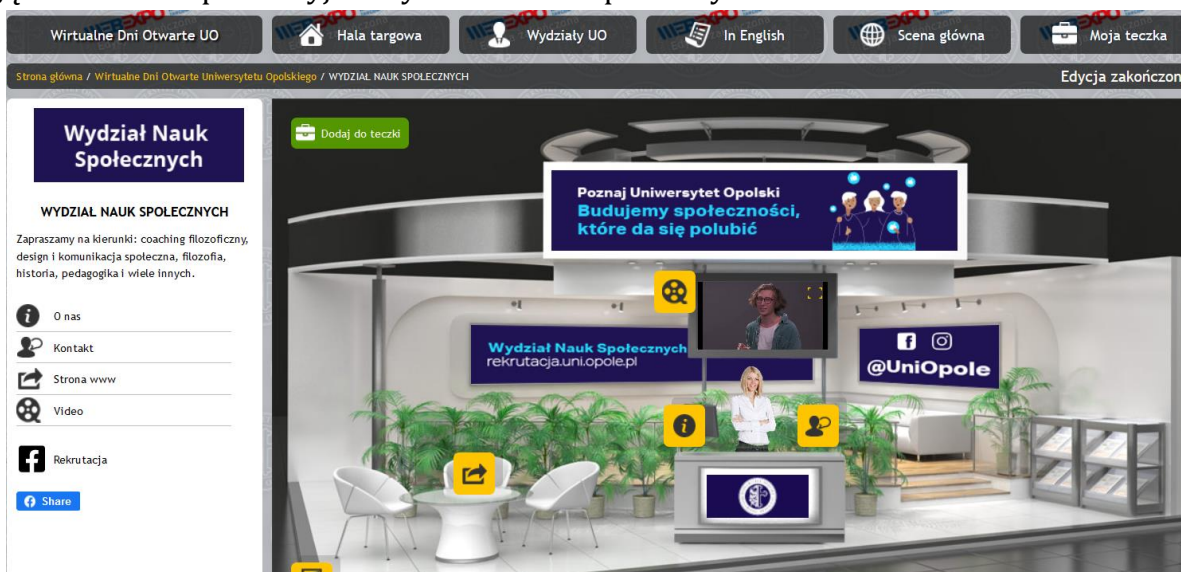 Wirtualne Dni Otwarte UO
Hala targowa
Wydziały UO
In English
Scena główna
Moja teczka
Strona główna / Wirtualne Dni Otwarte Uniwersytetu Opolskiego / WYDZIAŁ NAUK SPOŁECZNYCH
Edycja zakończon
Wydział Nauk
Społecznych
WYDZIAŁ NAUK SPOŁECZNYCH
Zapraszamy na kierunki: coaching filozoficzny,
design i komunikacja społeczna, filozofia,
historia, pedagogika i wiele innych.
O nas
Kontakt
Strona www
Video
Rekrutacja
Share
Dodaj do teczki
Poznaj Uniwersytet Opolski
Budujemy społeczności,
które da się polubić
Wydział Nauk Społecznych
rekrutacja.uni.opole.pl
@UniOpole